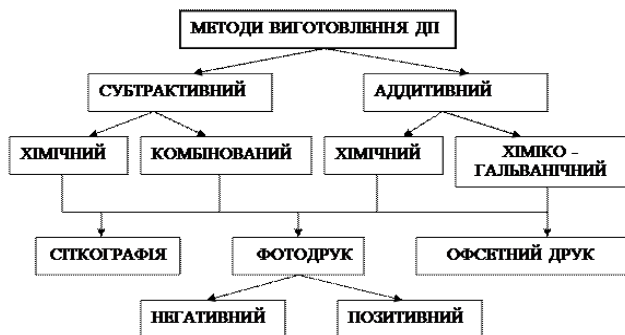 МЕТОДИ ВИГОТОВЛЕННЯ ДП
СУБТРАКТИВНИЙ
АДДИТИВНИЙ
ХІМІЧНИЙ
КОМБІНОВАНИЙ
ХІМІЧНИЙ
ХІМІКО –
ГАЛЬВАНІЧНИЙ
СІТКОГРАФІЯ
ФОТОДРУК
ОФСЕТНИЙ ДРУК
НЕГАТИВНИЙ
ПОЗИТИВНИЙ